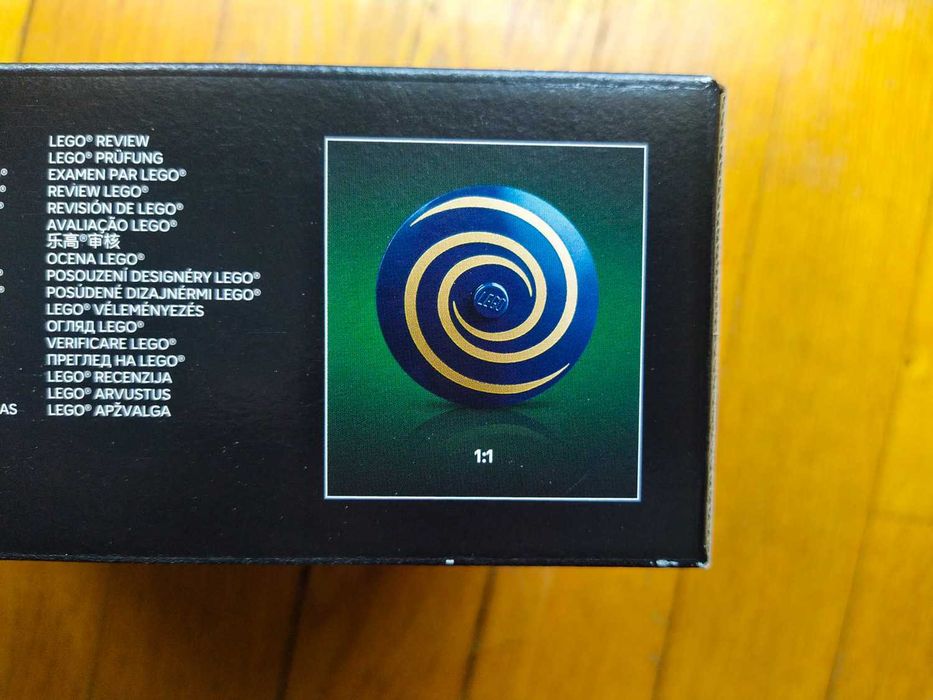 LEGO® REVIEW
LEGO® PRÜFUNG
EXAMEN PAR LEGO®
REVIEW LEGO®
REVISIÓN DE LEGO®
AVALIAÇÃO LEGO®
乐高®审核
OCENA LEGO®
POSOUZENÍ DESIGNÉRY LEGO®
POSÚDENÉ DIZAJNÉRMI LEGO®
LEGO® VÉLEMÉNYEZÉS
ОГЛЯД LEGO®
VERIFICARE LEGO®
ПРЕГЛЕД НА LEGO®
LEGO® RECENZIJA
LEGO® ARVUSTUS
AS LEGO® APŽVALGA
LEGO
1:1